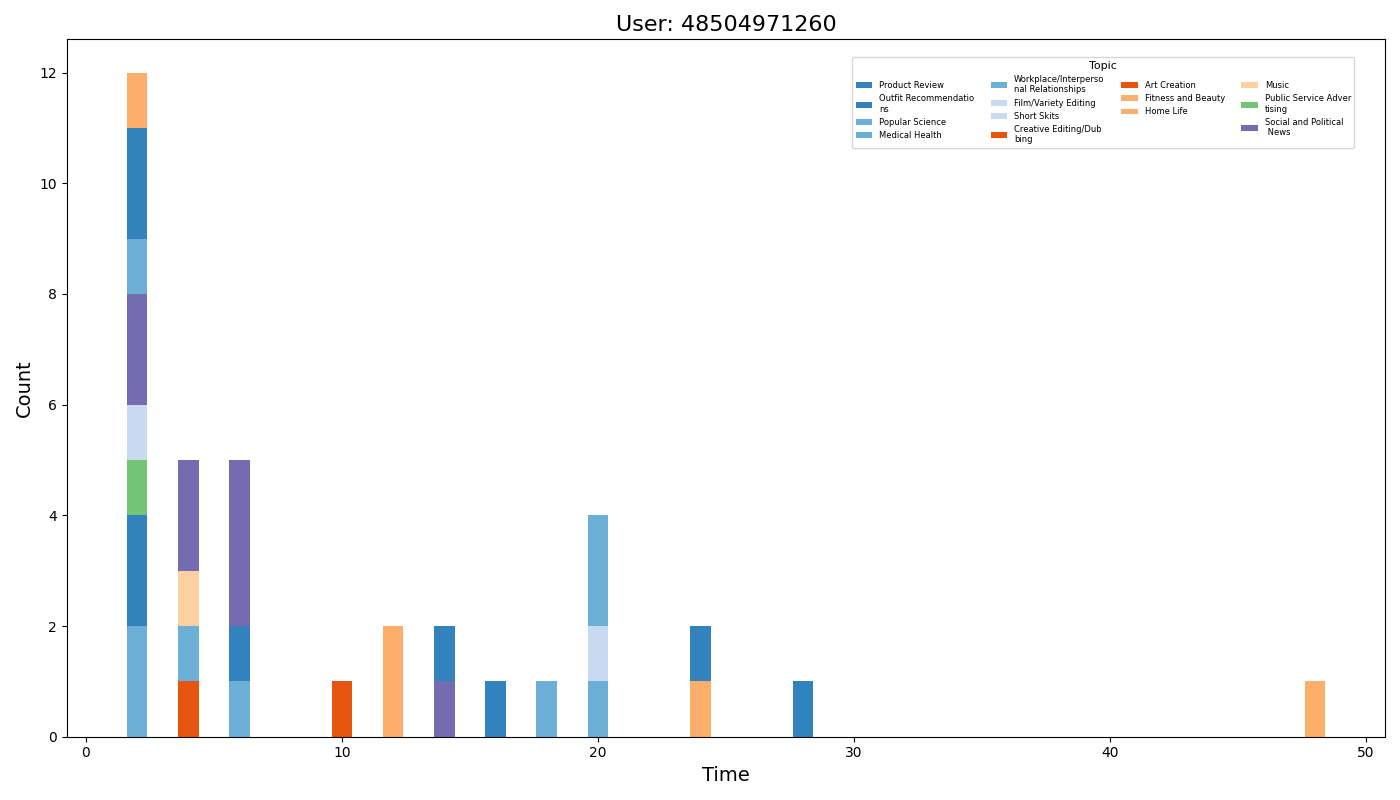 User: 48504971260
Topic
Product Review
Outfit Recommendatio
ns
Popular Science
Medical Health
Workplace/Interperso
nal Relationships
Film/Variety Editing
Short Skits
Creative Editing/Dub
bing
Art Creation
Fitness and Beauty
Home Life
Music
Public Service Adver
tising
Social and Political
News
Count
12
10
8
6
4
2
0
0 10 20 30 40 50
Time